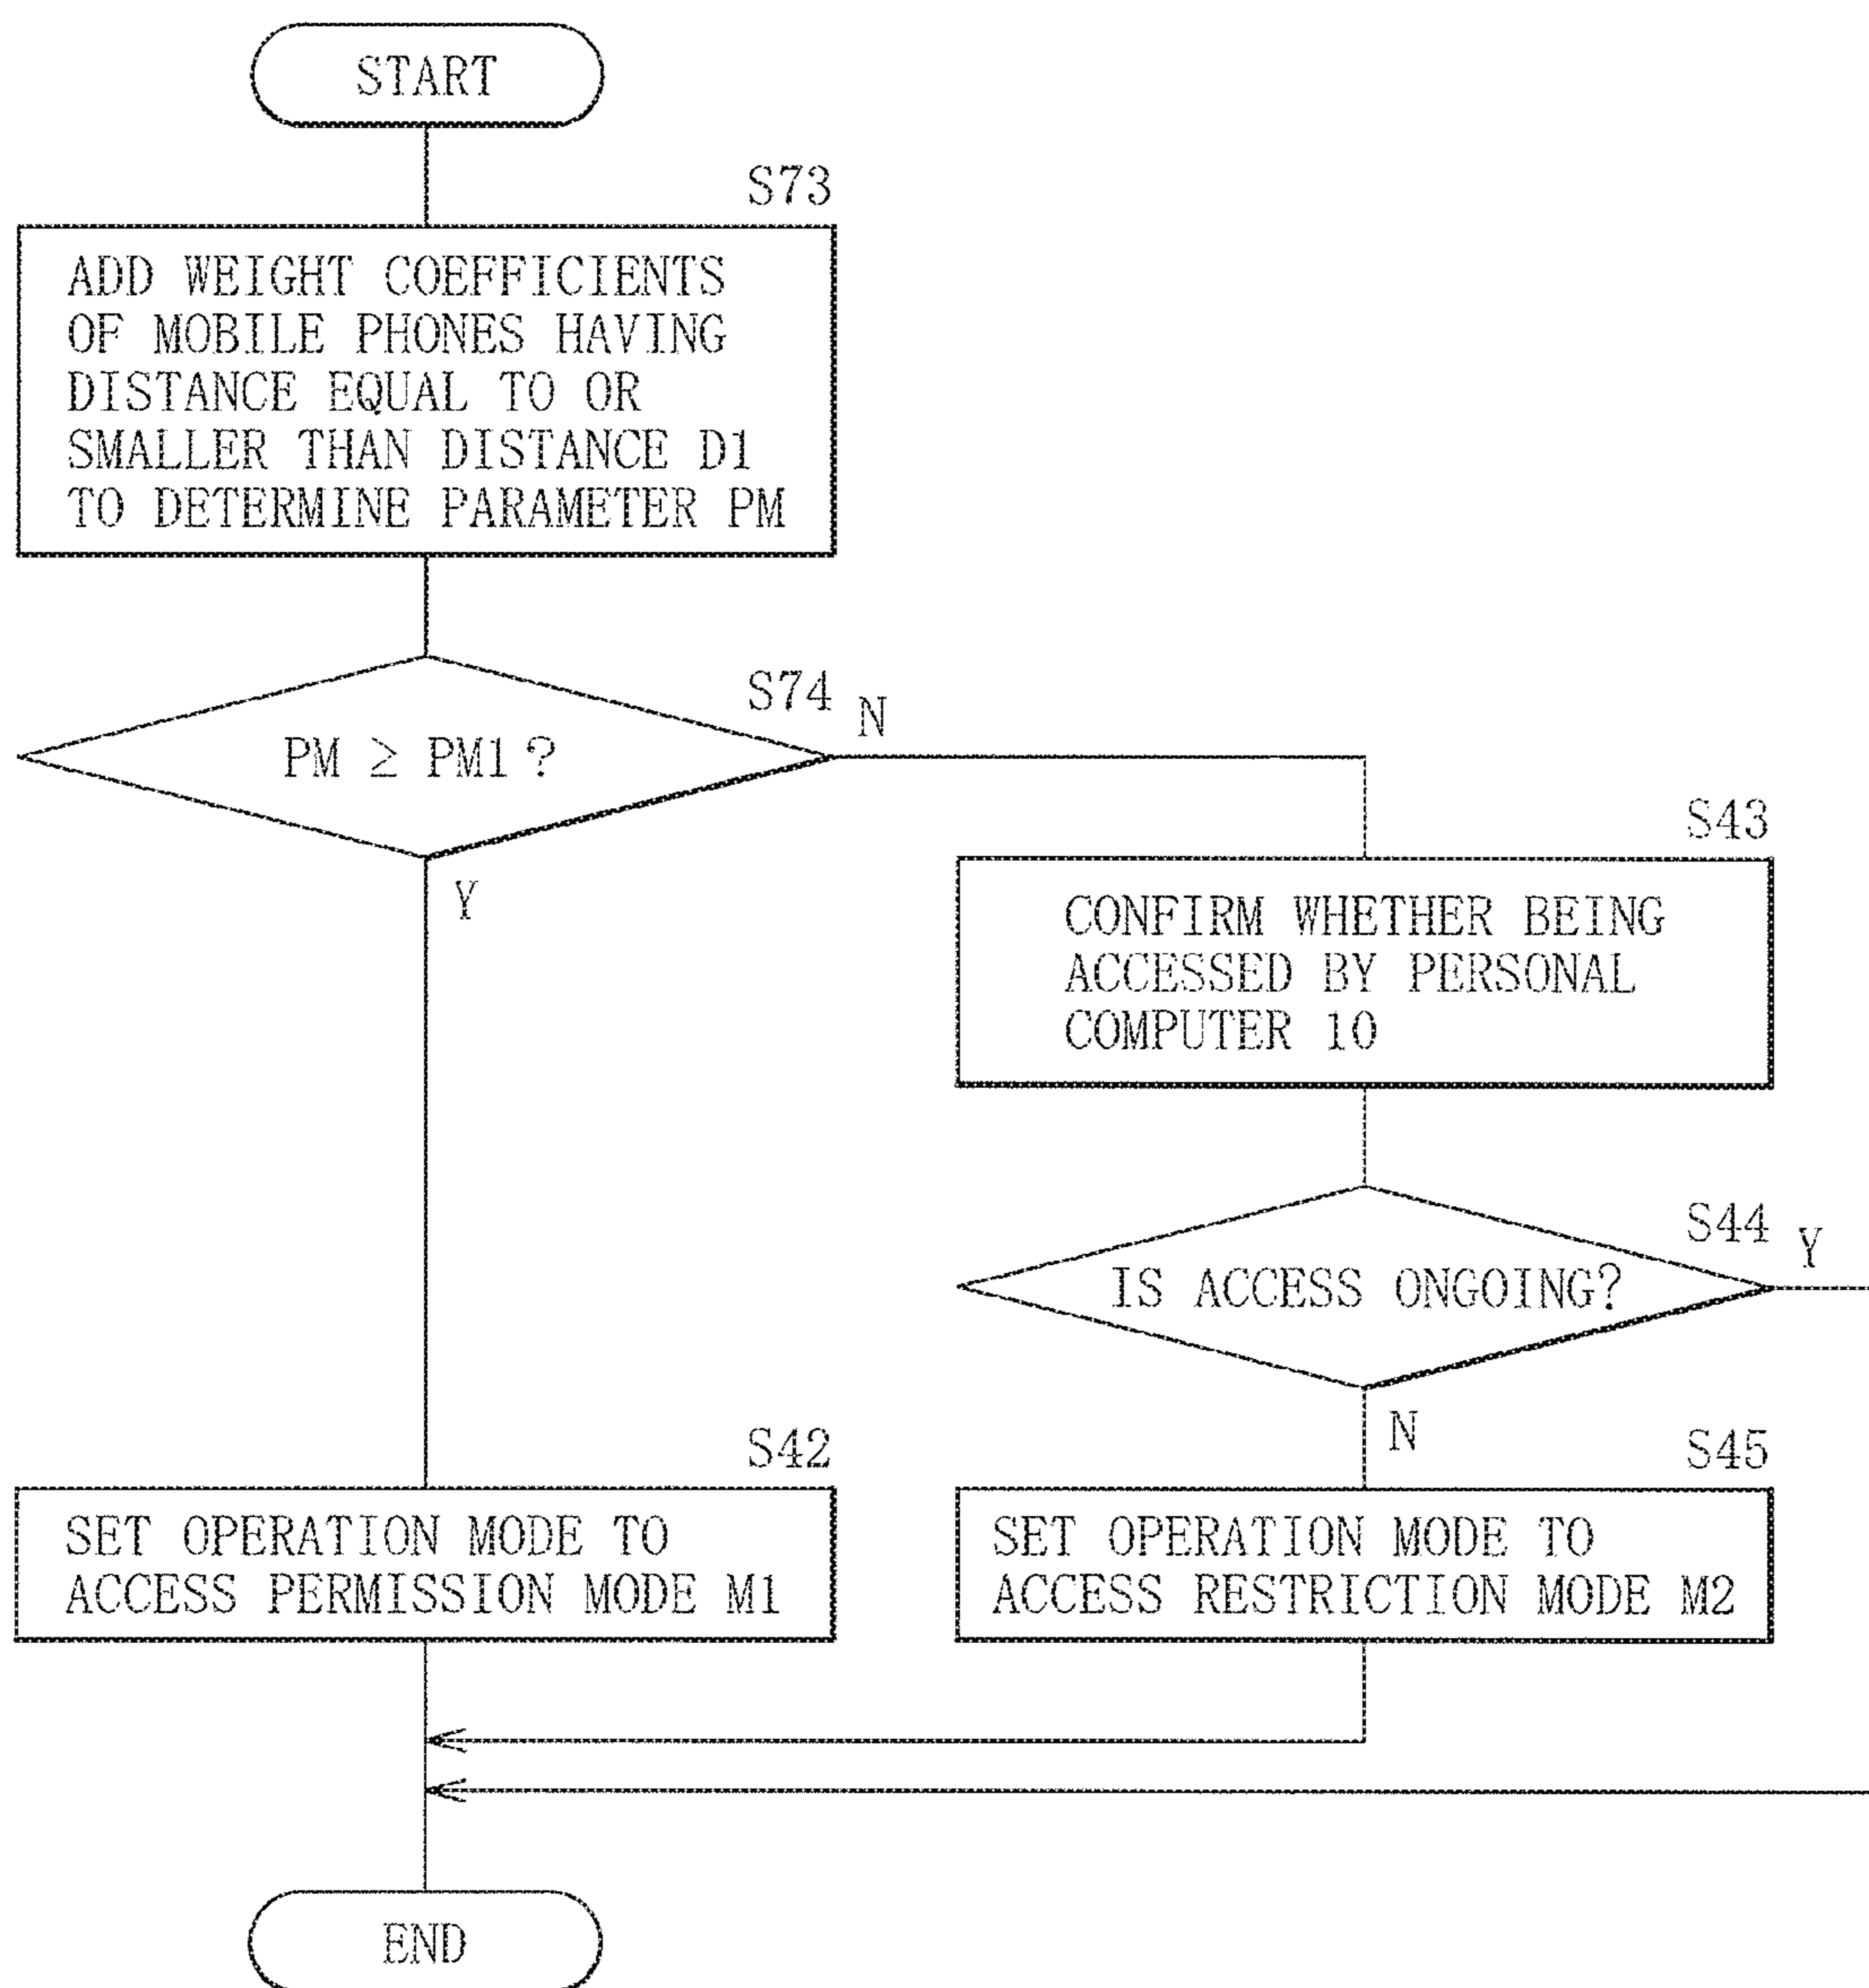 START
S73
ADD WEIGHT COEFFICIENTS
OF MOBILE PHONES HAVING
DISTANCE EQUAL TO OR
SMALLER THAN DISTANCE D1
TO DETERMINE PARAMETER PM
S74
N
PM ≥ PM1?
Y
S43
CONFIRM WHETHER BEING
ACCESSED BY PERSONAL
COMPUTER 10
S44
Y
IS ACCESS ONGOING?
N
S42
SET OPERATION MODE TO
ACCESS PERMISSION MODE M1
S45
SET OPERATION MODE TO
ACCESS RESTRICTION MODE M2
END